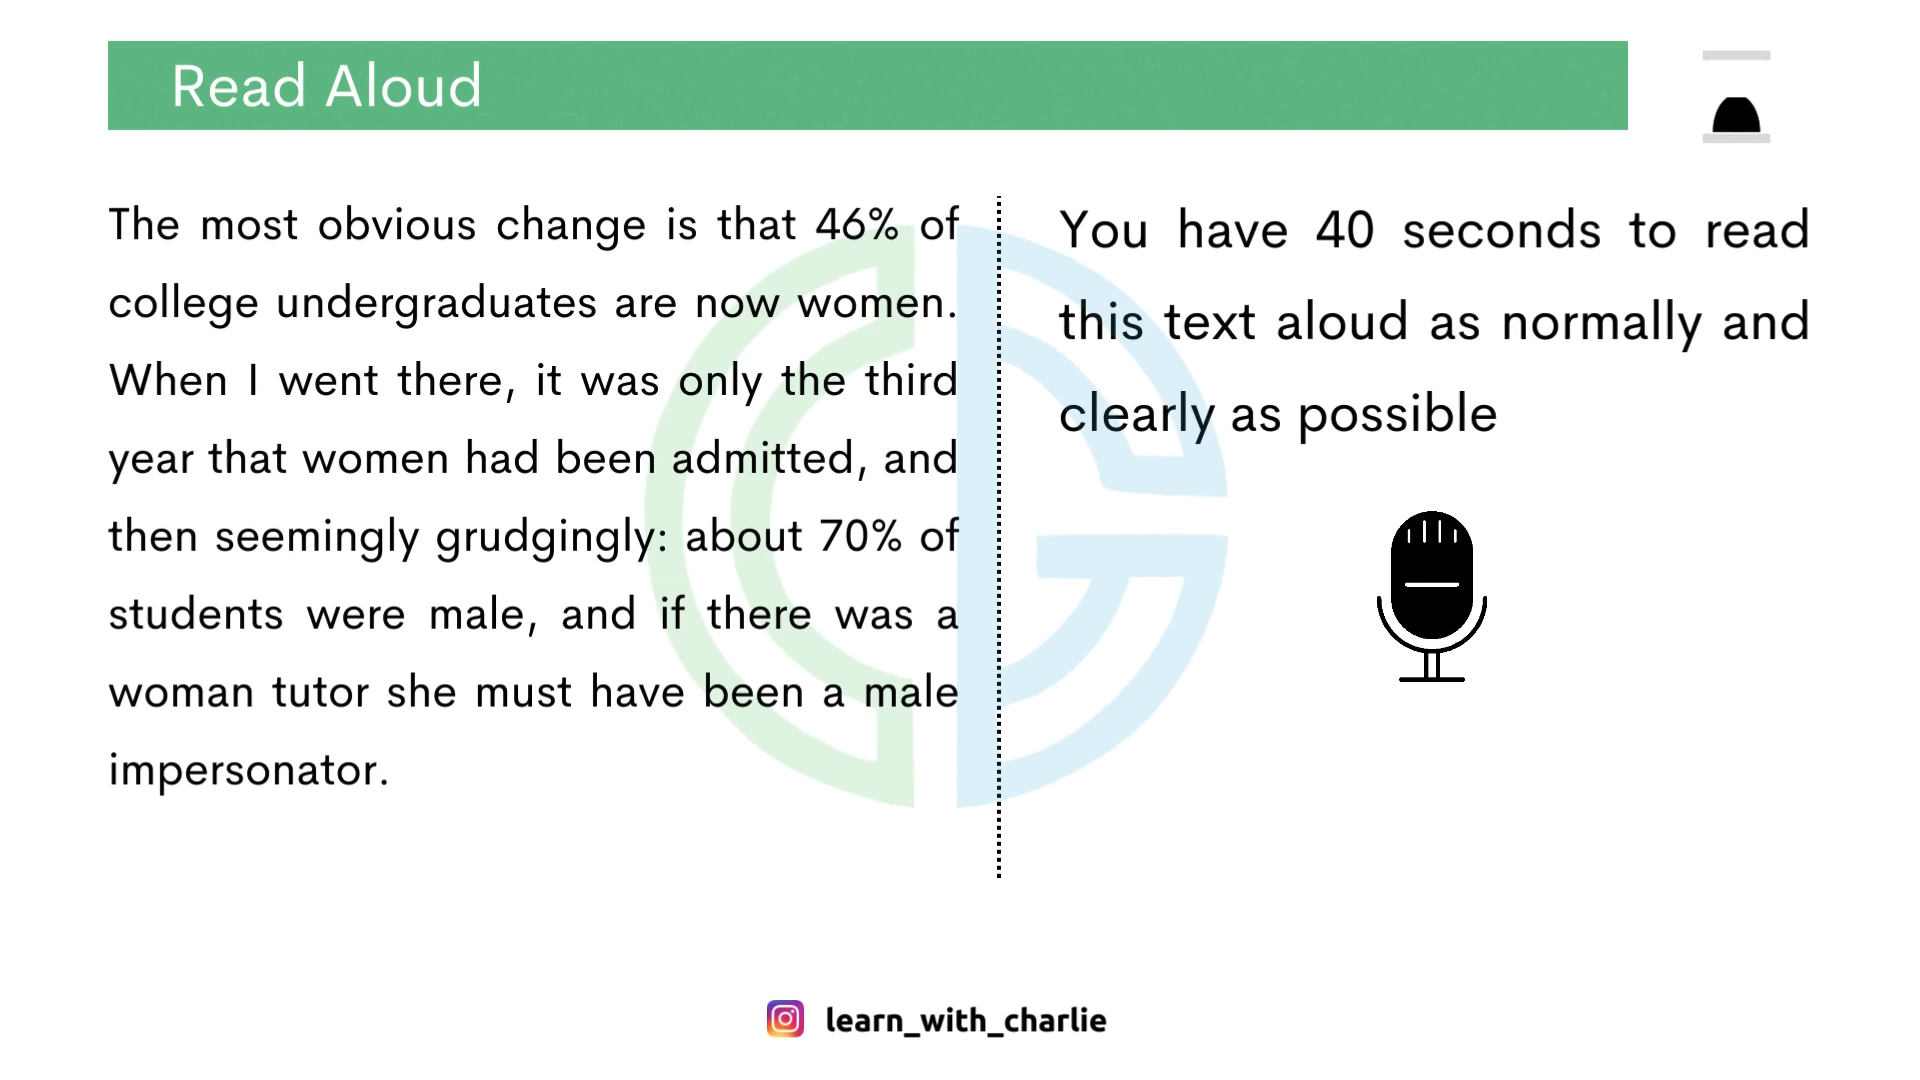 Read Aloud
The most obvious change is that 46% of
college undergraduates are now women.
When I went there, it was only the third
year that women had been admitted, and
then seemingly grudgingly: about 70% of
students were male, and if there was a
woman tutor she must have been a male
impersonator.
You have 40 seconds to read
this text aloud as normally and
clearly as possible
learn_with_charlie